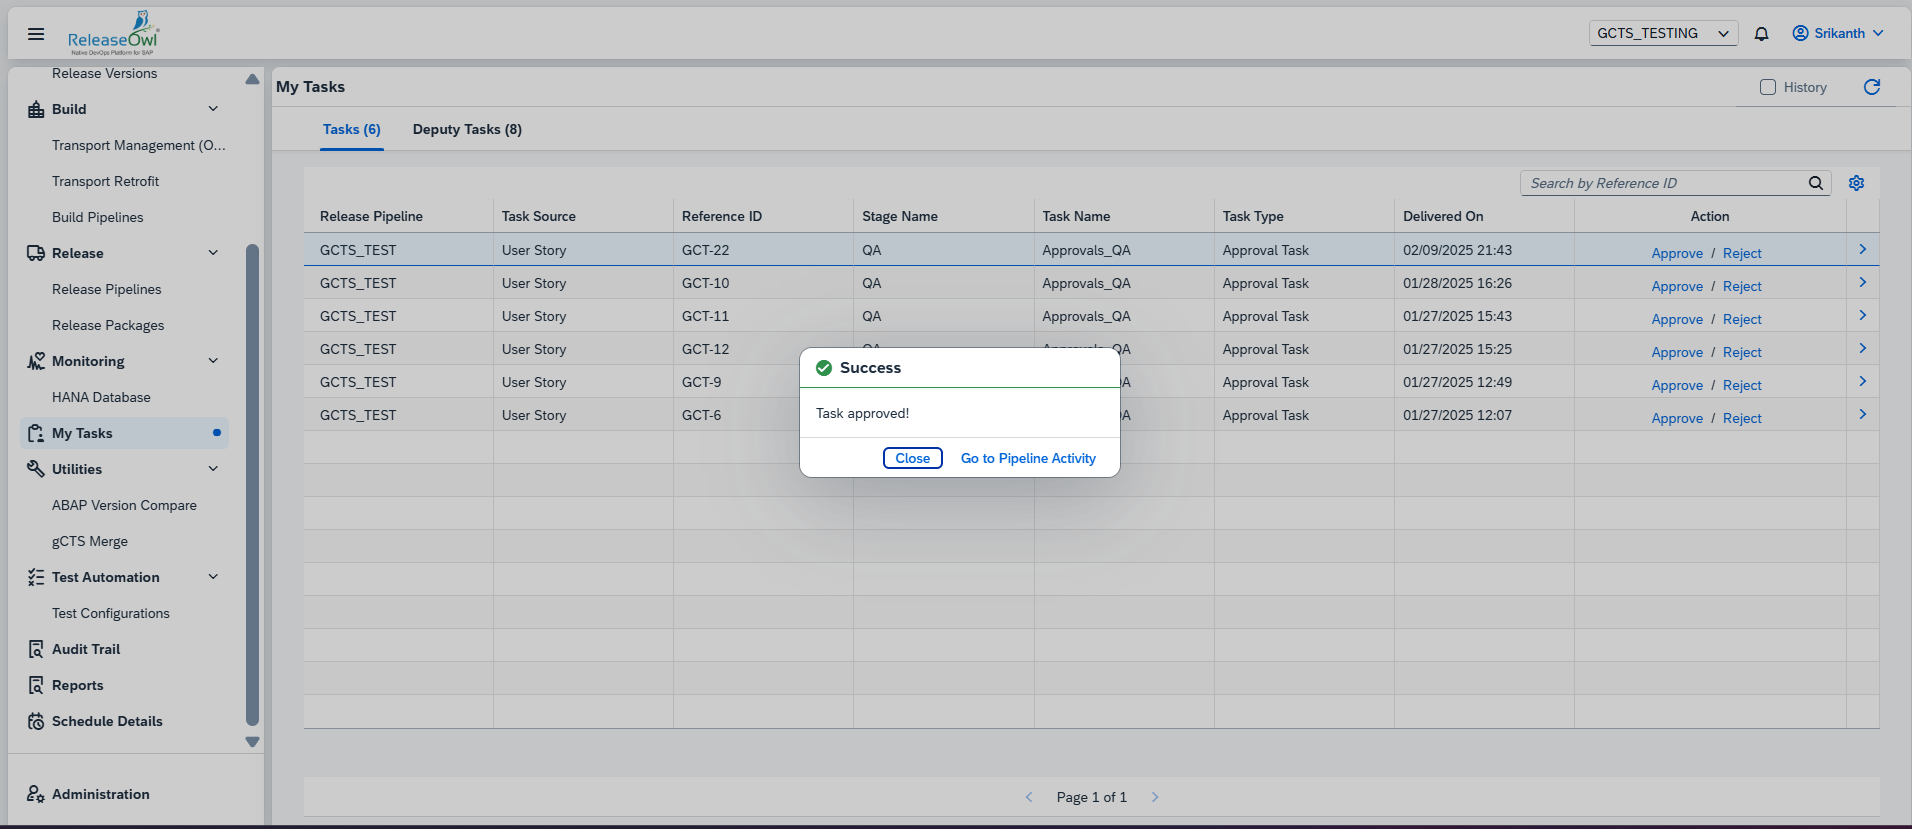 ReleaseOwl
Native DevOps Platform for SAP
GCTS_TESTING
Srikanth
Release Versions
Build
Transport Management (O...
Transport Retrofit
Build Pipelines
Release
Release Pipelines
Release Packages
Monitoring
HANA Database
My Tasks
Utilities
ABAP Version Compare
gCTS Merge
Test Automation
Test Configurations
Audit Trail
Reports
Schedule Details
Administration
My Tasks
History
Tasks (6) Deputy Tasks (8)
Search by Reference ID
Release Pipeline Task Source Reference ID Stage Name Task Name Task Type Delivered On Action
GCTS_TEST User Story GCT-22 QA Approvals_QA Approval Task 02/09/2025 21:43 Approve / Reject
GCTS_TEST User Story GCT-10 QA Approvals_QA Approval Task 01/28/2025 16:26 Approve / Reject
GCTS_TEST User Story GCT-11 QA Approvals_QA Approval Task 01/27/2025 15:43 Approve / Reject
GCTS_TEST User Story GCT-12 QA Approvals_QA Approval Task 01/27/2025 15:25 Approve / Reject
GCTS_TEST User Story GCT-9 Approval Task 01/27/2025 12:49 Approve / Reject
GCTS_TEST User Story GCT-6 Approval Task 01/27/2025 12:07 Approve / Reject
Success
Task approved!
Close Go to Pipeline Activity
Page 1 of 1